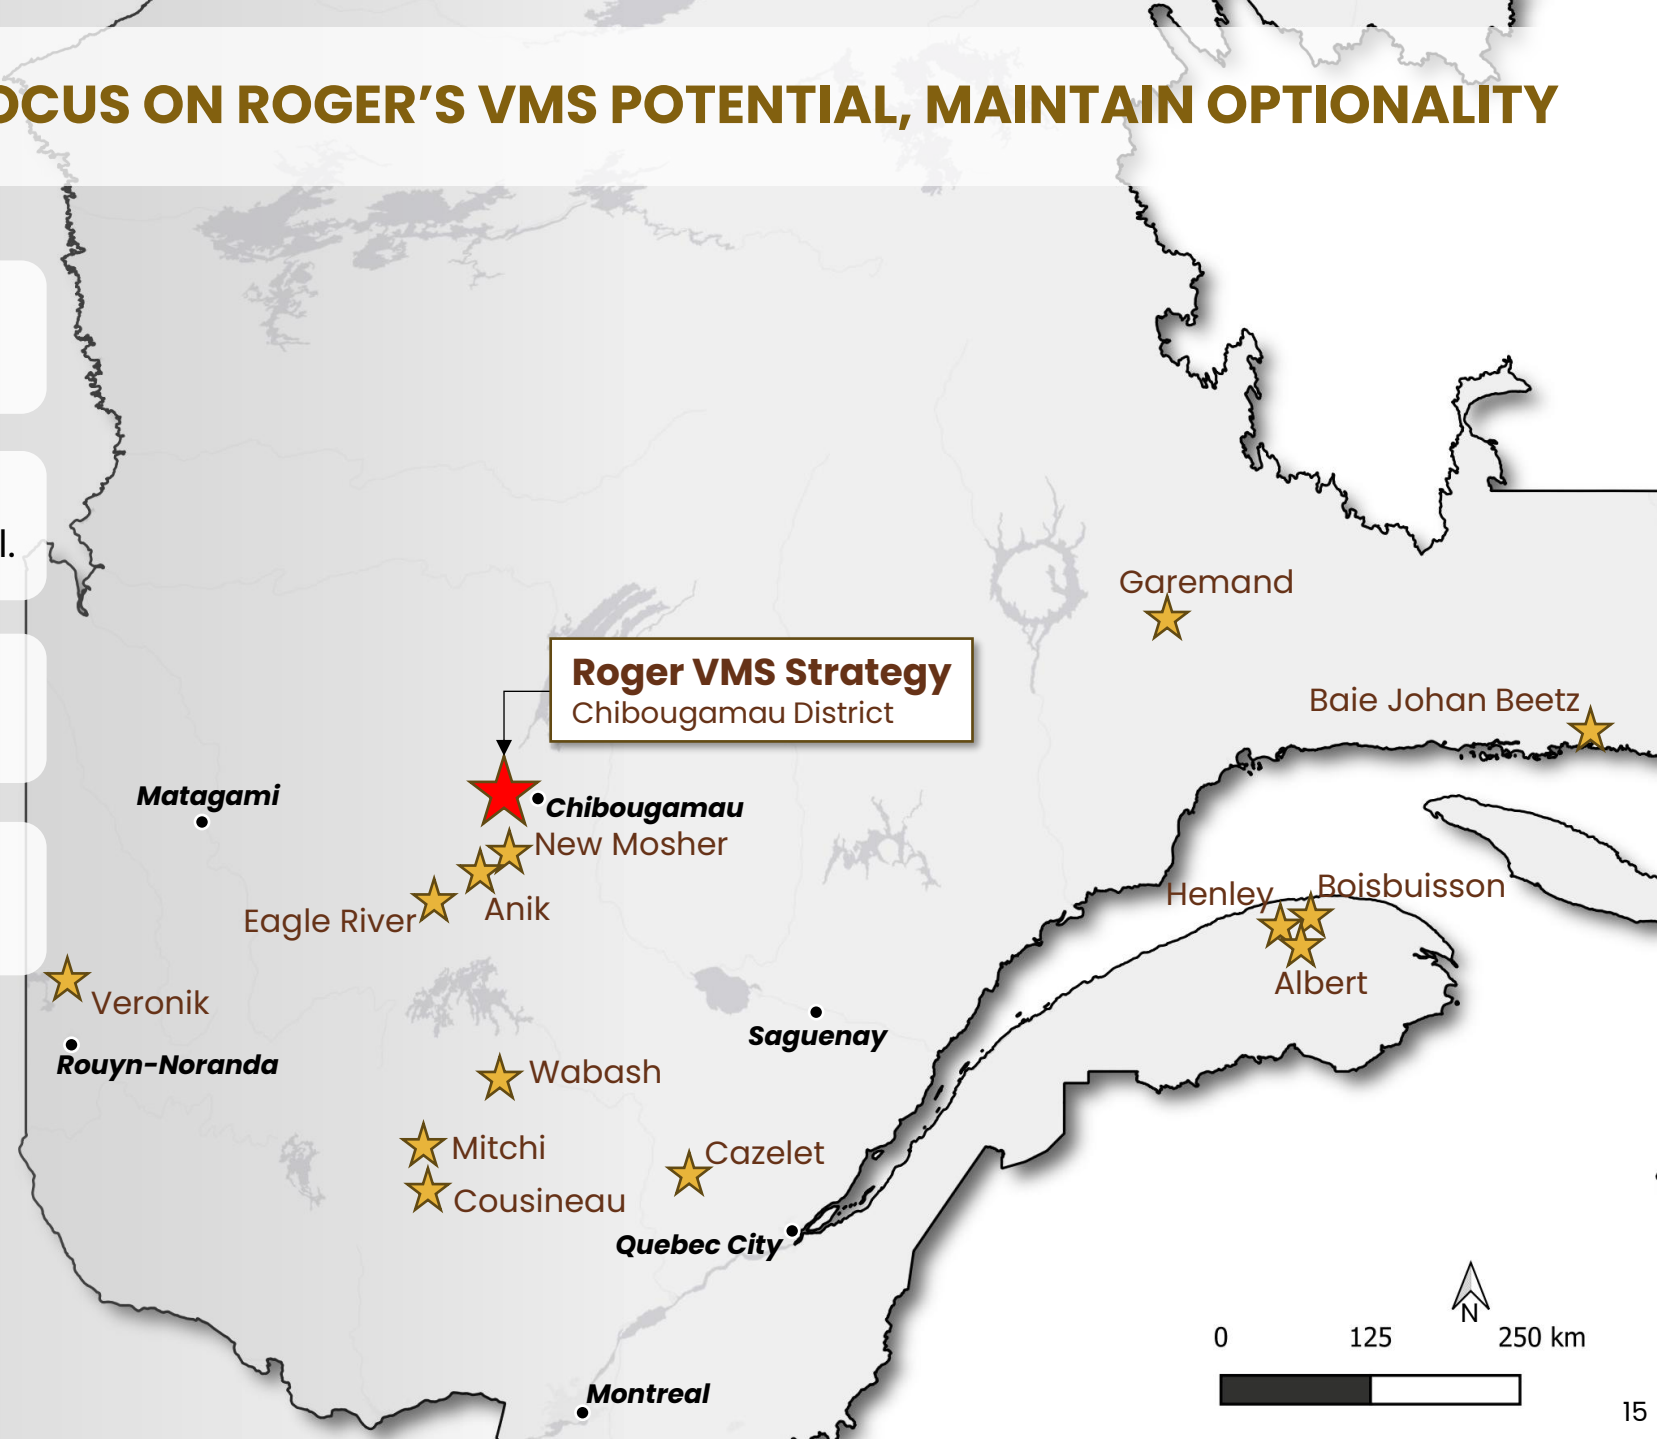 OCUS ON ROGER'S VMS POTENTIAL, MAINTAIN OPTIONALITY
l.
Garemand
Roger VMS Strategy
Chibougamau District
Baie Johan Beetz
Matagami
Chibougamau
New Mosher
Anik
Eagle River
Henley
Boisbuisson
Albert
Veronik
Rouyn-Noranda
Saguenay
Wabash
Mitchi
Cazelet
Cousineau
Quebec City
N
0 125 250 km
Montreal
15